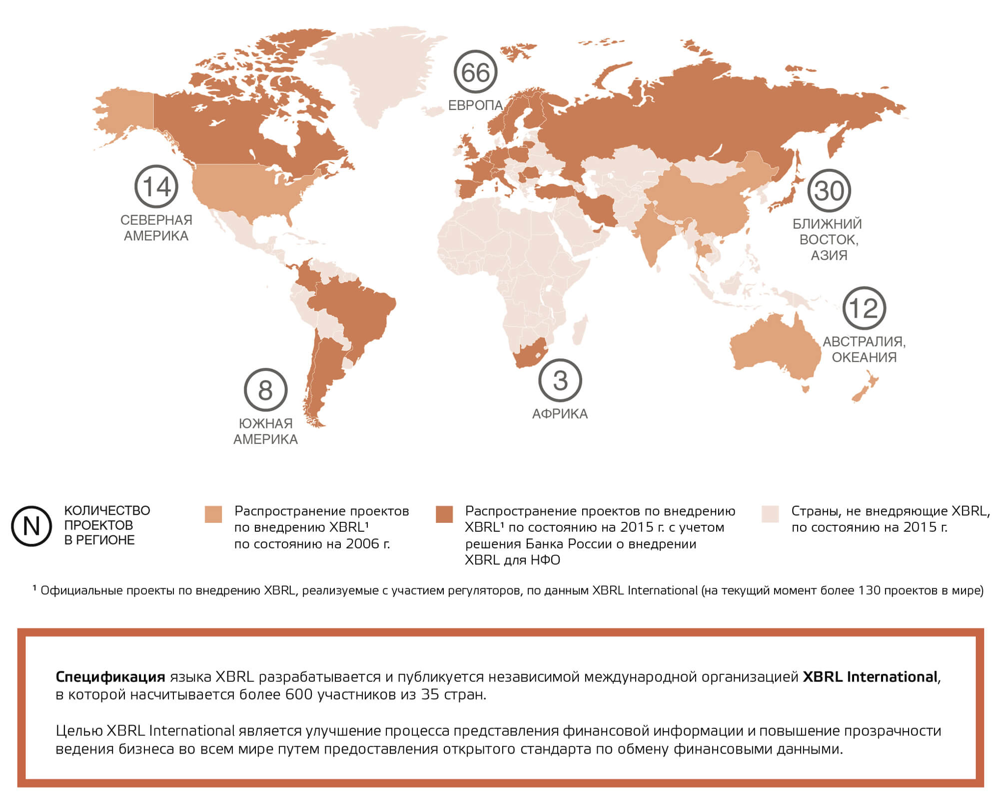 66
ЕВРОПА
14
СЕВЕРНАЯ
АМЕРИКА
30
БЛИЖНИЙ
ВОСТОК,
АЗИЯ
12
АВСТРАЛИЯ,
ОКЕАНИЯ
8
ЮЖНАЯ
АМЕРИКА
3
АФРИКА
N
КОЛИЧЕСТВО
ПРОЕКТОВ
В РЕГИОНЕ
Распространение проектов
по внедрению XBRL¹
по состоянию на 2006 г.
Распространение проектов по внедрению
XBRL¹ по состоянию на 2015 г. с учетом
решения Банка России о внедрении
XBRL для НФО
Страны, не внедряющие XBRL,
по состоянию на 2015 г.
¹ Официальные проекты по внедрению XBRL, реализуемые с участием регуляторов, по данным XBRL International (на текущий момент более 130 проектов в мире)
Спецификация языка XBRL разрабатывается и публикуется независимой международной организацией XBRL International,
в которой насчитывается более 600 участников из 35 стран.
Целью XBRL International является улучшение процесса представления финансовой информации и повышение прозрачности
ведения бизнеса во всем мире путем предоставления открытого стандарта по обмену финансовыми данными.